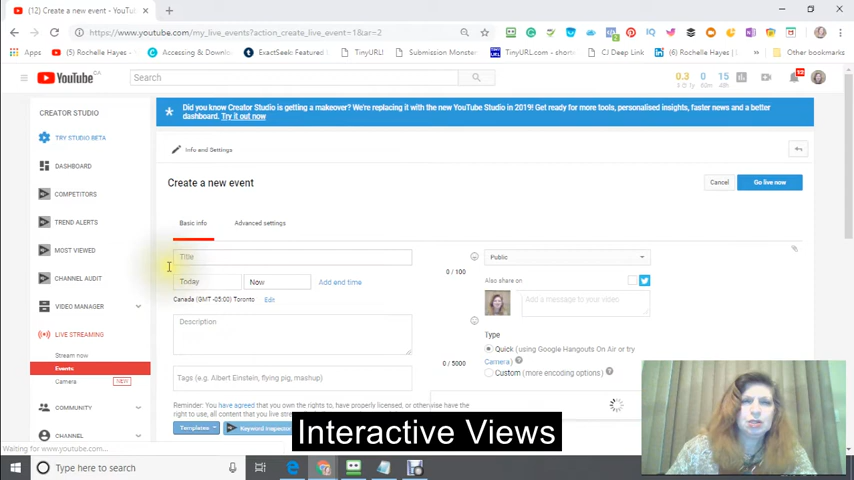 (12) Create a new event - YouTube
https://www.youtube.com/my_live_events?action_create_live_event=1&ar=2
Apps (5) Rochelle Hayes Accessing & Downlo ExactSeek: Featured TinyURL! Submission Monster TinyURL.com - short CJ Deep Link (86) Rochelle Hayes Other bookmarks
YouTube CA Search 0.3 0 15
60m 48h
CREATOR STUDIO
Did you know Creator Studio is getting a makeover? We're replacing it with the new YouTube Studio in 2019! Get ready for more tools, personalised insights, faster news and a better
dashboard. Try it out now
TRY STUDIO BETA
DASHBOARD
COMPETITORS
TREND ALERTS
MOST VIEWED
CHANNEL AUDIT
VIDEO MANAGER
LIVE STREAMING
Stream now
Events
Camera NEW
COMMUNITY
CHANNEL
Info and Settings
Create a new event Cancel Go live now
Basic info Advanced settings
Title
0 / 100
Today Now Add end time
Canada (GMT -05:00) Toronto Edit
Description
0 / 5000
Tags (e.g. Albert Einstein, flying pig, mashup)
Reminder: You have agreed that you own the rights to, have properly licensed, or otherwise have the
right to use, all content that you live
Templates Keyword Inspector
Public
Also share on
Add a message to your video
Type
Quick (using Google Hangouts On Air or try
Camera)
Custom (more encoding options)
Interactive Views
Waiting for www.youtube.com...
Type here to search